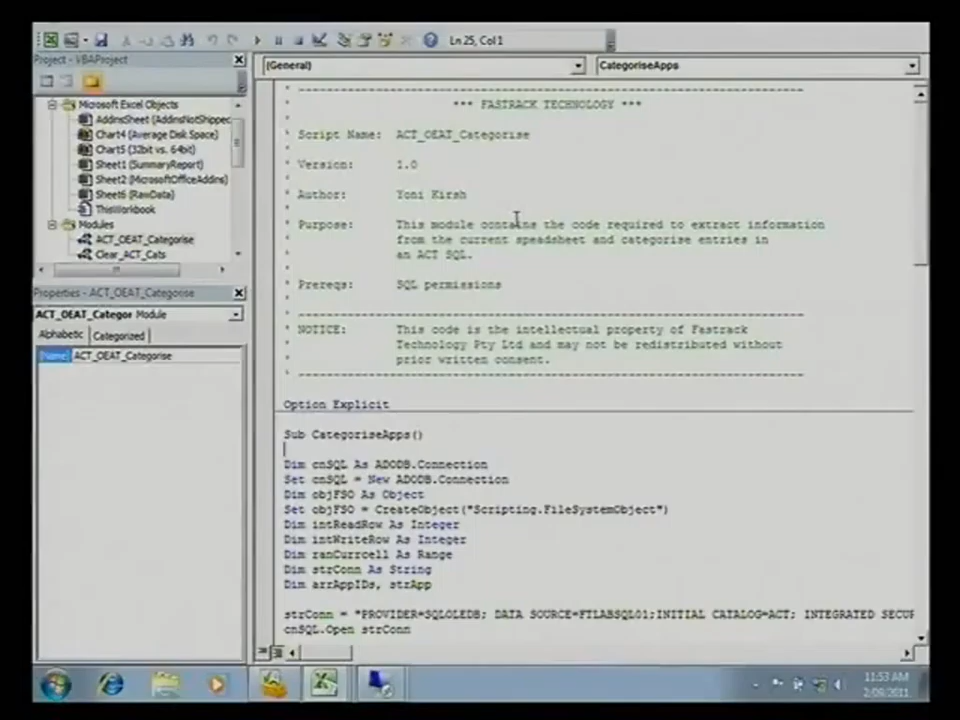 Ln 25, Col 1
Project - VBAProject
(General)
CategoriseApps
Microsoft Excel Objects
AddinsSheet (AddinsNotShipped
Chart4 (Average Disk Space)
Chart5 (32bit vs. 64bit)
Sheet1 (SummaryReport)
Sheet2 (MicrosoftOfficeAddins)
Sheet6 (RawData)
ThisWorkbook
Modules
ACT_OEAT_Categorise
Clear_ACT_Cats
Properties - ACT_OEAT_Categorise
ACT_OEAT_Categor Module
Alphabetic Categorized
(Name) ACT_OEAT_Categorise
' --------------------------------------------------------------------------
' *** FASTRACK TECHNOLOGY ***
'
' Script Name: ACT_OEAT_Categorise
'
' Version: 1.0
'
' Author: Yoni Kirsh
'
' Purpose: This module contains the code required to extract information
' from the current speadsheet and categorise entries in
' an ACT SQL.
'
' Prereqs: SQL permissions
'
' --------------------------------------------------------------------------
' NOTICE: This code is the intellectual property of Fastrack
' Technology Pty Ltd and may not be redistributed without
' prior written consent.
' --------------------------------------------------------------------------
Option Explicit
Sub CategoriseApps()
Dim cnSQL As ADODB.Connection
Set cnSQL = New ADODB.Connection
Dim objFSO As Object
Set objFSO = CreateObject("Scripting.FileSystemObject")
Dim intReadRow As Integer
Dim intWriteRow As Integer
Dim ranCurrcell As Range
Dim strConn As String
Dim arrAppIDs, strApp
strConn = "PROVIDER=SQLOLEDB; DATA SOURCE=FTLABSQL01;INITIAL CATALOG=ACT; INTEGRATED SECUR
cnSQL.Open strConn
11:53 AM
2/09/2011